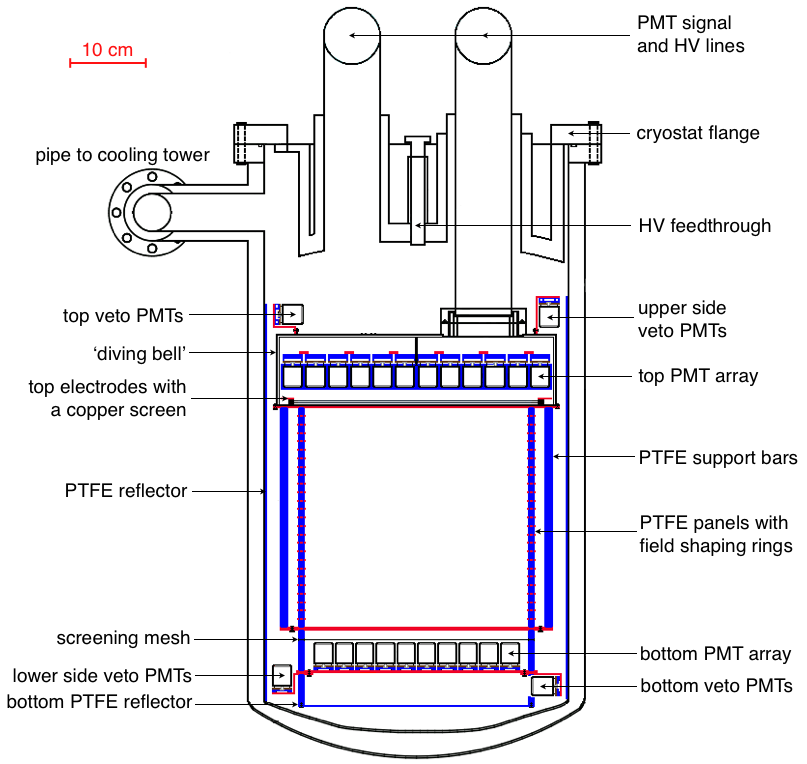 10 cm
PMT signal
and HV lines
cryostat flange
pipe to cooling tower
HV feedthrough
top veto PMTs
upper side
veto PMTs
‘diving bell’
top PMT array
top electrodes with
a copper screen
PTFE support bars
PTFE reflector
PTFE panels with
field shaping rings
screening mesh
bottom PMT array
lower side veto PMTs
bottom veto PMTs
bottom PTFE reflector